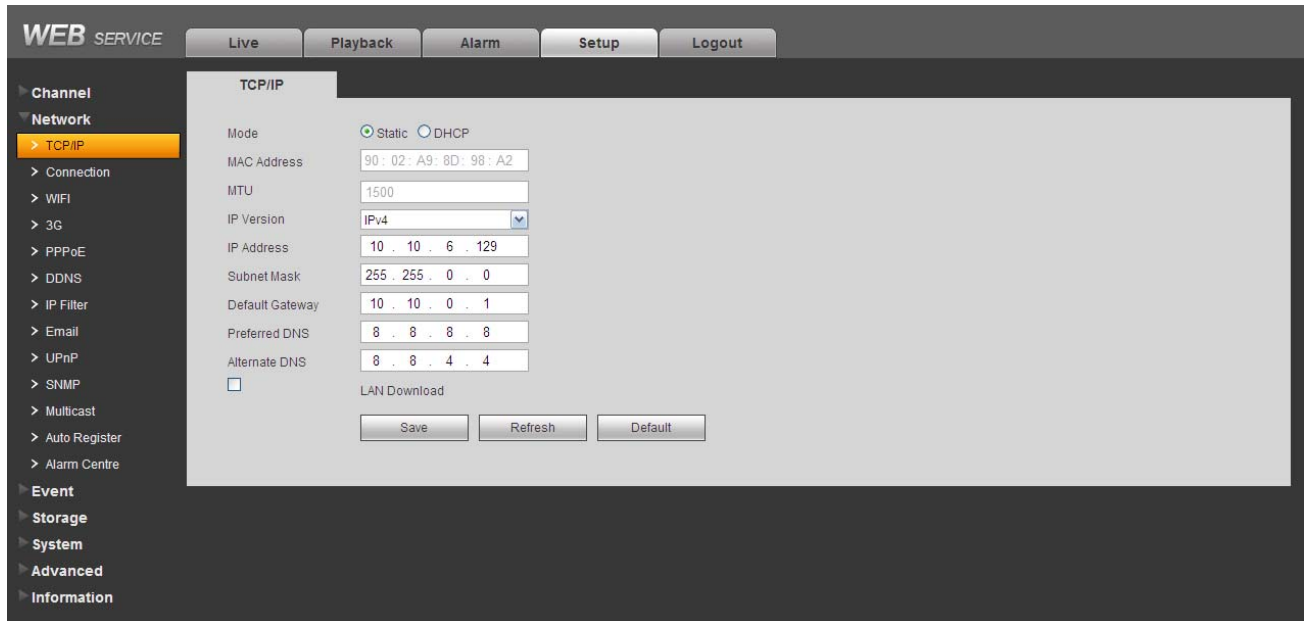 WEB SERVICE
Live Playback Alarm Setup Logout
Channel
Network
> TCP/IP
> Connection
> WIFI
> 3G
> PPPoE
> DDNS
> IP Filter
> Email
> UPnP
> SNMP
> Multicast
> Auto Register
> Alarm Centre
Event
Storage
System
Advanced
Information
TCP/IP
Mode Static DHCP
MAC Address 90 : 02 : A9 : 8D : 98 : A2
MTU 1500
IP Version IPv4
IP Address 10 . 10 . 6 . 129
Subnet Mask 255 . 255 . 0 . 0
Default Gateway 10 . 10 . 0 . 1
Preferred DNS 8 . 8 . 8 . 8
Alternate DNS 8 . 8 . 4 . 4
LAN Download
Save Refresh Default